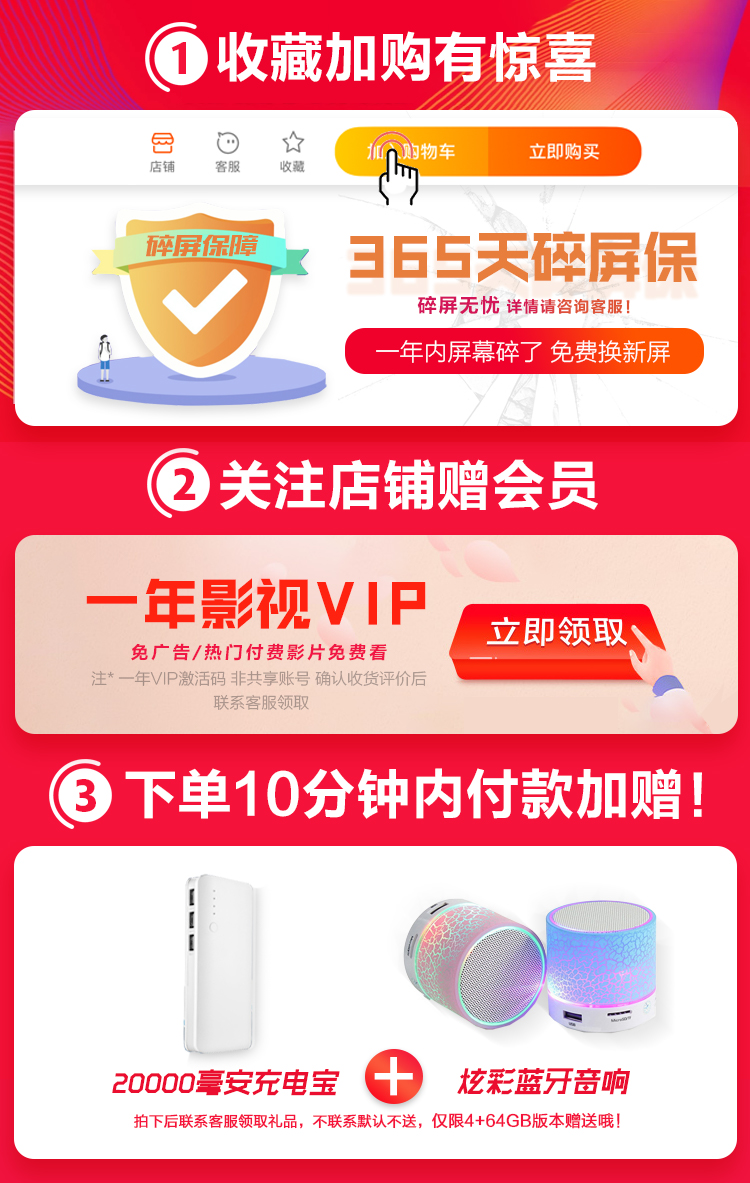 1 收藏加购有惊喜
店铺 客服 收藏 加 购物车 立即购买
碎屏保障
365天碎屏保
碎屏无忧 详情请咨询客服!
一年内屏幕碎了 免费换新屏
2 关注店铺赠会员
一年影视VIP
免广告/热门付费影片免费看
立即领取
注* 一年VIP激活码 非共享账号 确认收货评价后
联系客服领取
3 下单10分钟内付款加赠!
20000毫安充电宝 + 炫彩蓝牙音响
拍下后联系客服领取礼品，不联系默认不送，仅限4+64GB版本赠送哦!